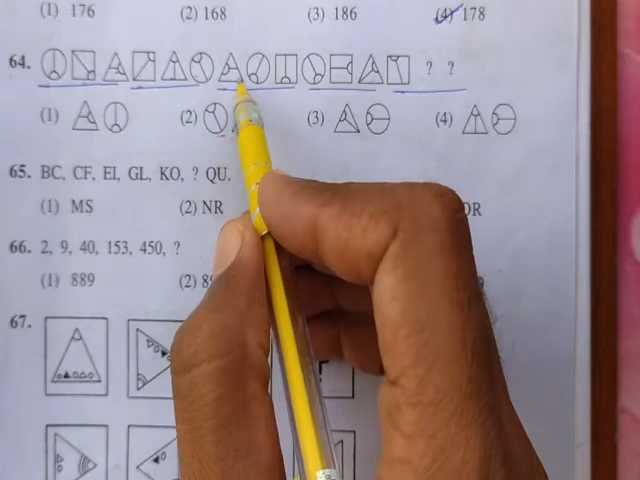 (1) 176 (2) 168 (3) 186 (4) 178
64. ? ?
(1) (2) (3) (4)
65. BC, CF, EI, GL, KO, ? QU.
(1) MS (2) NR
66. 2, 9, 40, 153, 450, ?
(1) 889 (2)
67.